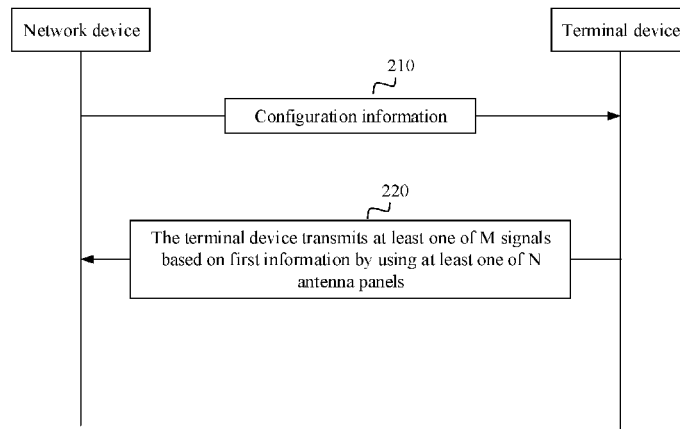 Network device
Terminal device
210
Configuration information
220
The terminal device transmits at least one of M signals
based on first information by using at least one of N
antenna panels